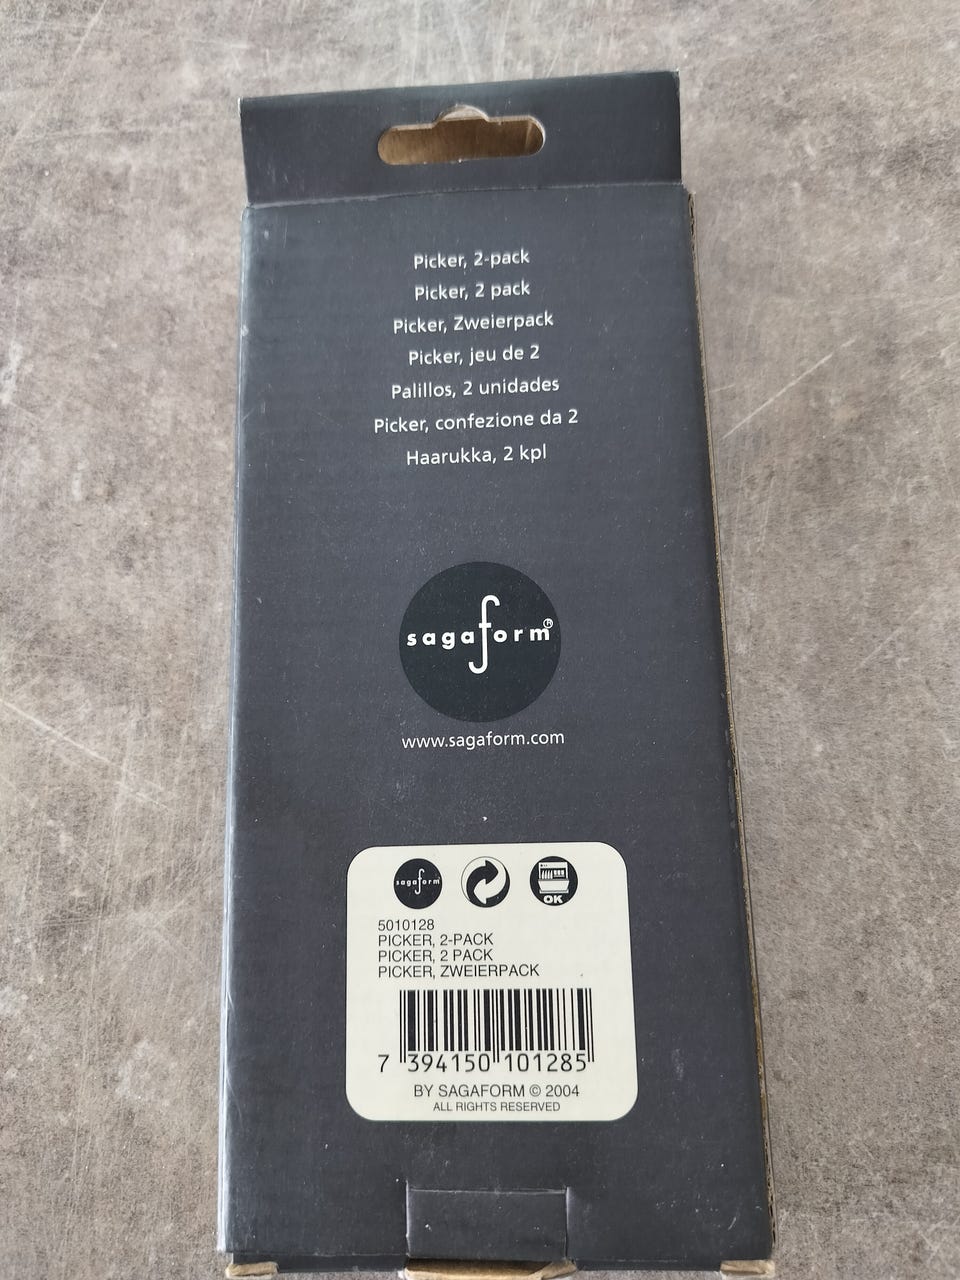 Picker, 2-pack
Picker, 2 pack
Picker, Zweierpack
Picker, jeu de 2
Palillos, 2 unidades
Picker, confezione da 2
Haarukka, 2 kpl
sagaform®
www.sagaform.com
sagaform
OK
5010128
PICKER, 2-PACK
PICKER, 2 PACK
PICKER, ZWEIERPACK
7 394150 101285
BY SAGAFORM © 2004
ALL RIGHTS RESERVED